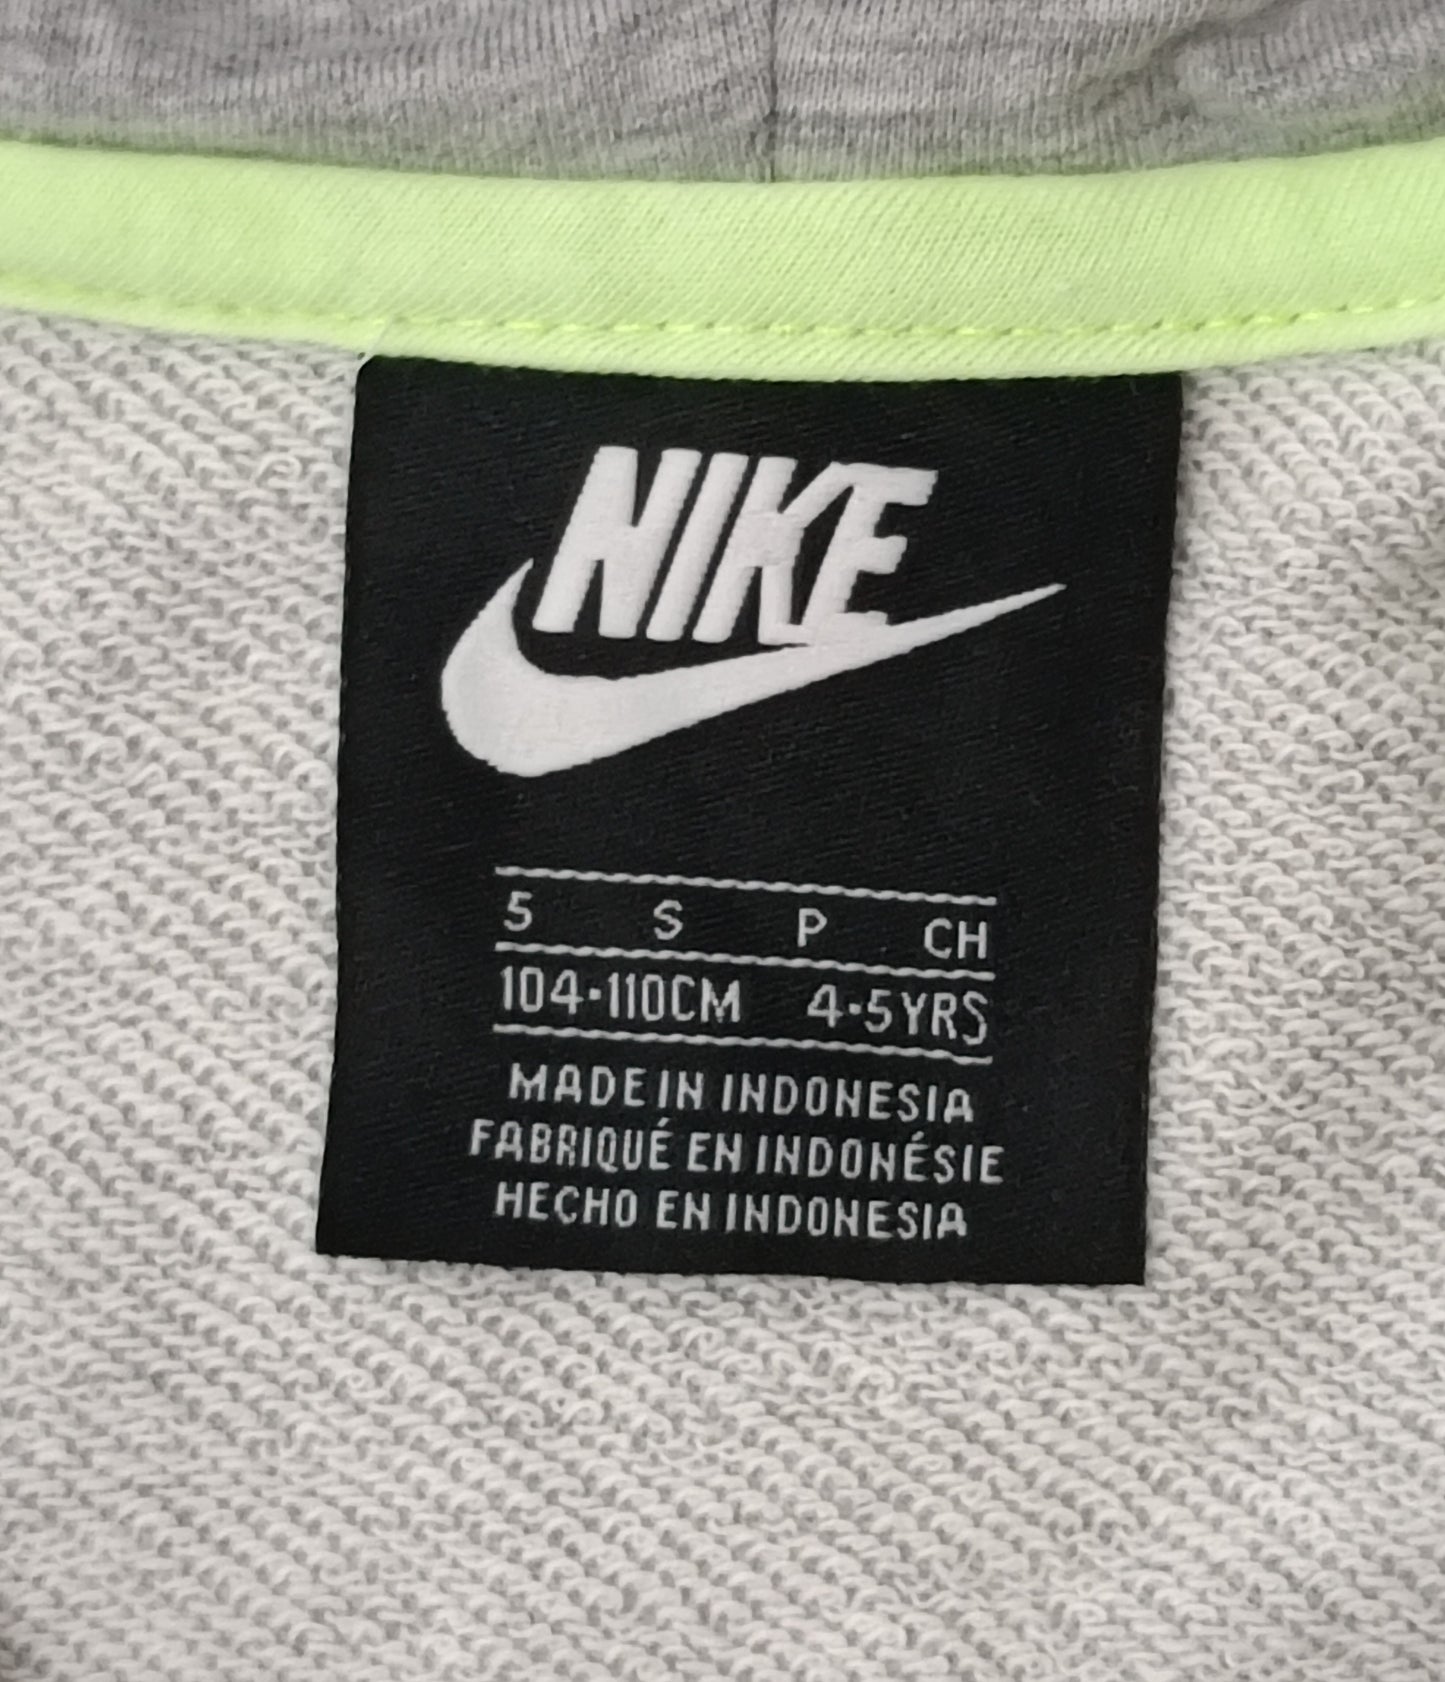 NIKE
5 S P CH
104-110CM 4-5YRS
MADE IN INDONESIA
FABRIQUÉ EN INDONÉSIE
HECHO EN INDONESIA